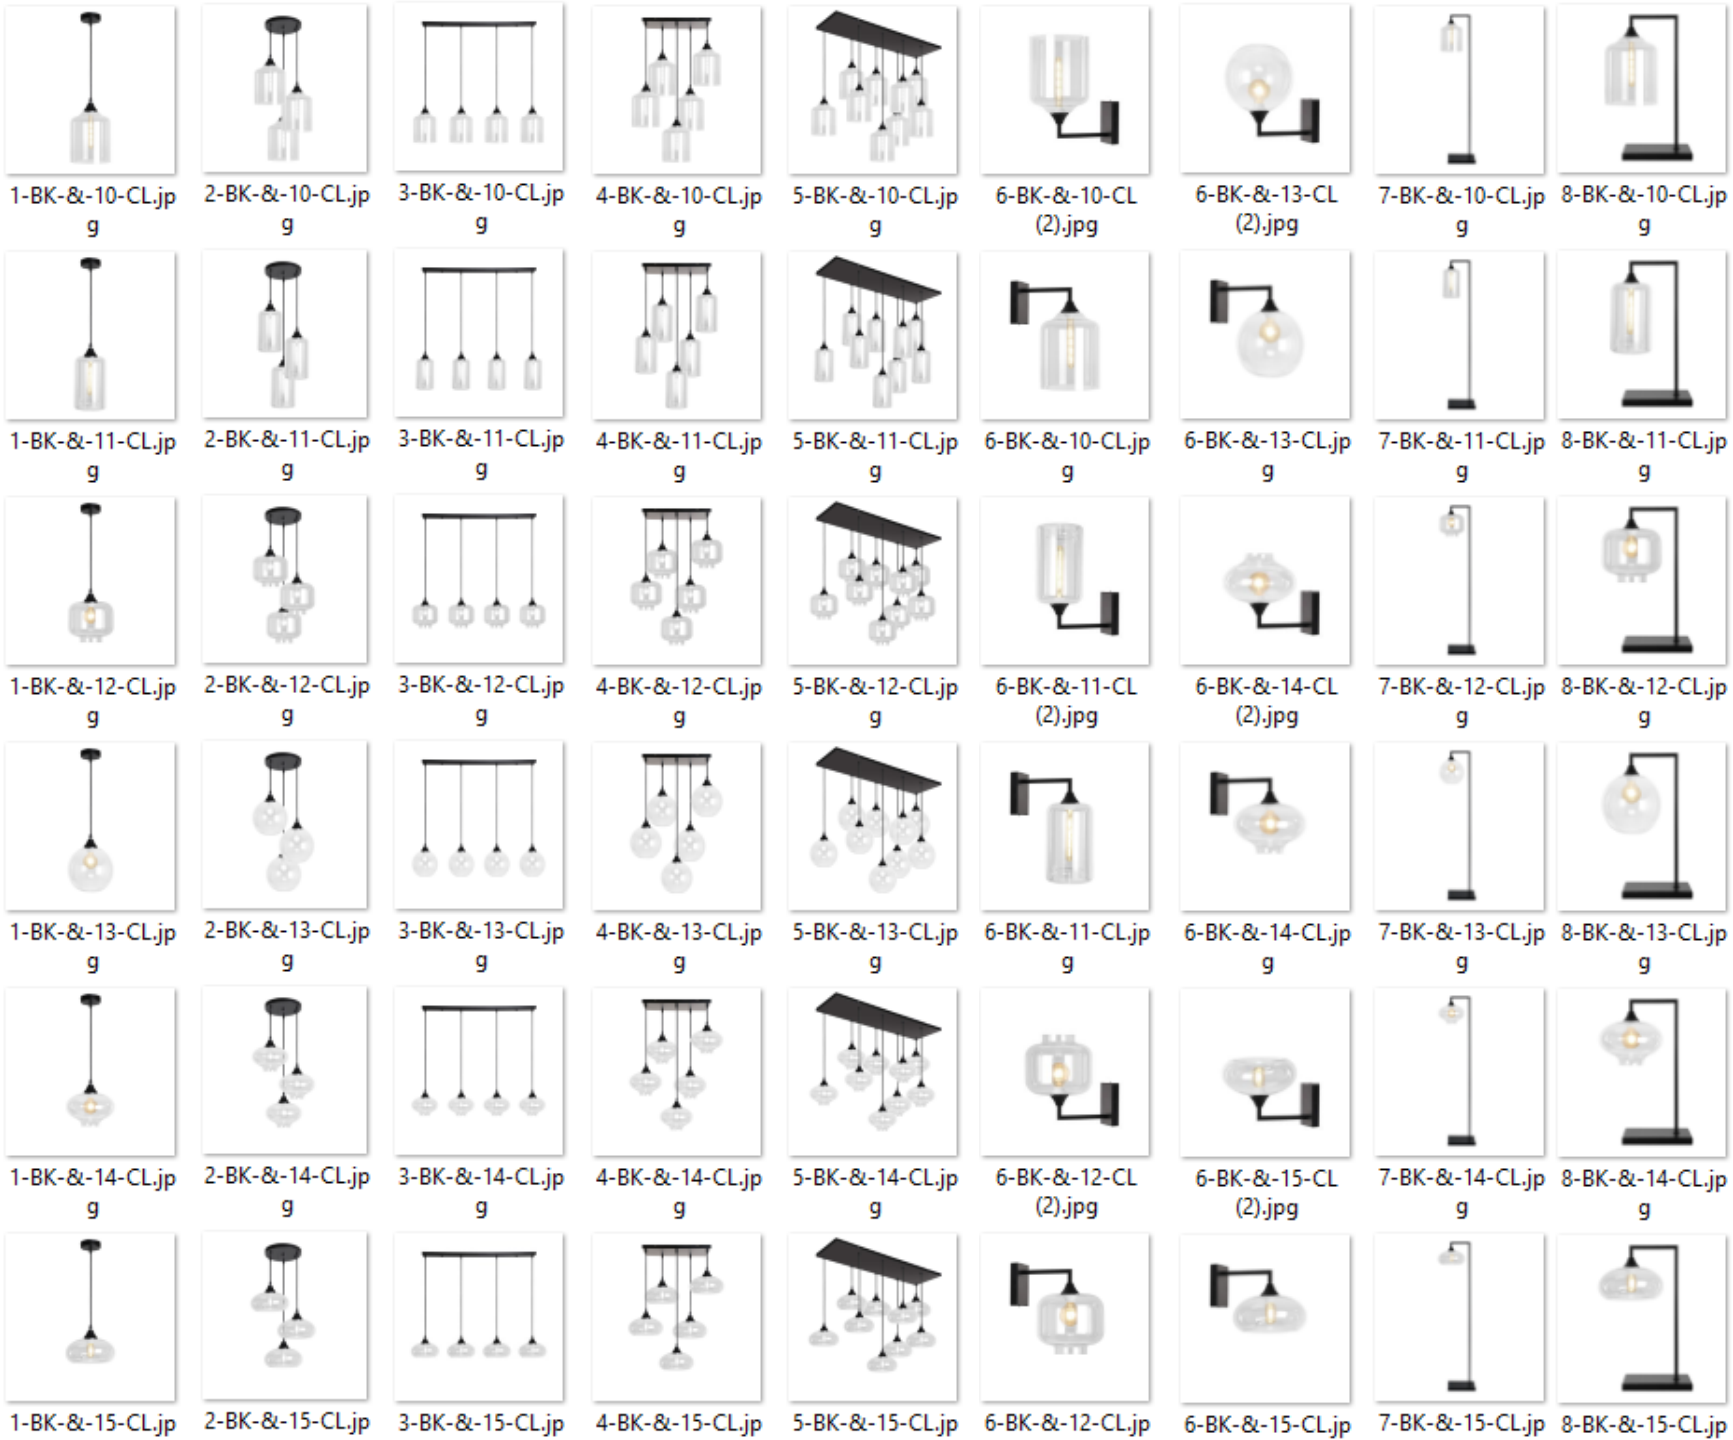 1-BK-&-10-CL.jp
g
2-BK-&-10-CL.jp
g
3-BK-&-10-CL.jp
g
4-BK-&-10-CL.jp
g
5-BK-&-10-CL.jp
g
6-BK-&-10-CL
(2).jpg
6-BK-&-13-CL
(2).jpg
7-BK-&-10-CL.jp
g
8-BK-&-10-CL.jp
g
1-BK-&-11-CL.jp
g
2-BK-&-11-CL.jp
g
3-BK-&-11-CL.jp
g
4-BK-&-11-CL.jp
g
5-BK-&-11-CL.jp
g
6-BK-&-10-CL.jp
g
6-BK-&-13-CL.jp
g
7-BK-&-11-CL.jp
g
8-BK-&-11-CL.jp
g
1-BK-&-12-CL.jp
g
2-BK-&-12-CL.jp
g
3-BK-&-12-CL.jp
g
4-BK-&-12-CL.jp
g
5-BK-&-12-CL.jp
g
6-BK-&-11-CL
(2).jpg
6-BK-&-14-CL
(2).jpg
7-BK-&-12-CL.jp
g
8-BK-&-12-CL.jp
g
1-BK-&-13-CL.jp
g
2-BK-&-13-CL.jp
g
3-BK-&-13-CL.jp
g
4-BK-&-13-CL.jp
g
5-BK-&-13-CL.jp
g
6-BK-&-11-CL.jp
g
6-BK-&-14-CL.jp
g
7-BK-&-13-CL.jp
g
8-BK-&-13-CL.jp
g
1-BK-&-14-CL.jp
g
2-BK-&-14-CL.jp
g
3-BK-&-14-CL.jp
g
4-BK-&-14-CL.jp
g
5-BK-&-14-CL.jp
g
6-BK-&-12-CL
(2).jpg
6-BK-&-15-CL
(2).jpg
7-BK-&-14-CL.jp
g
8-BK-&-14-CL.jp
g
1-BK-&-15-CL.jp
2-BK-&-15-CL.jp
3-BK-&-15-CL.jp
4-BK-&-15-CL.jp
5-BK-&-15-CL.jp
6-BK-&-12-CL.jp
6-BK-&-15-CL.jp
7-BK-&-15-CL.jp
8-BK-&-15-CL.jp